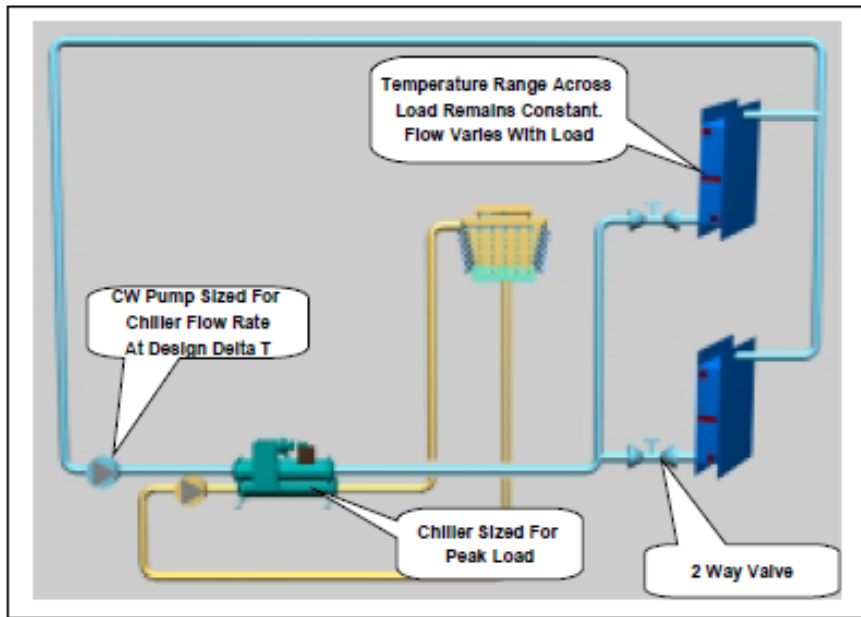 Temperature Range Across
Load Remains Constant.
Flow Varies With Load
CW Pump Sized For
Chiller Flow Rate
At Design Delta T
Chiller Sized For
Peak Load
2 Way Valve